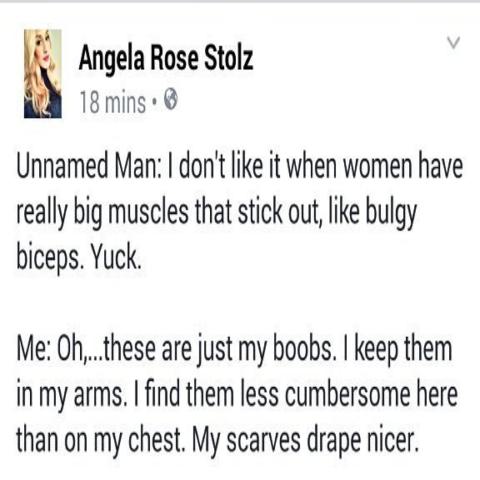 Angela Rose Stolz
18 mins •
Unnamed Man: I don't like it when women have
really big muscles that stick out, like bulgy
biceps. Yuck.
Me: Oh,...these are just my boobs. I keep them
in my arms. I find them less cumbersome here
than on my chest. My scarves drape nicer.